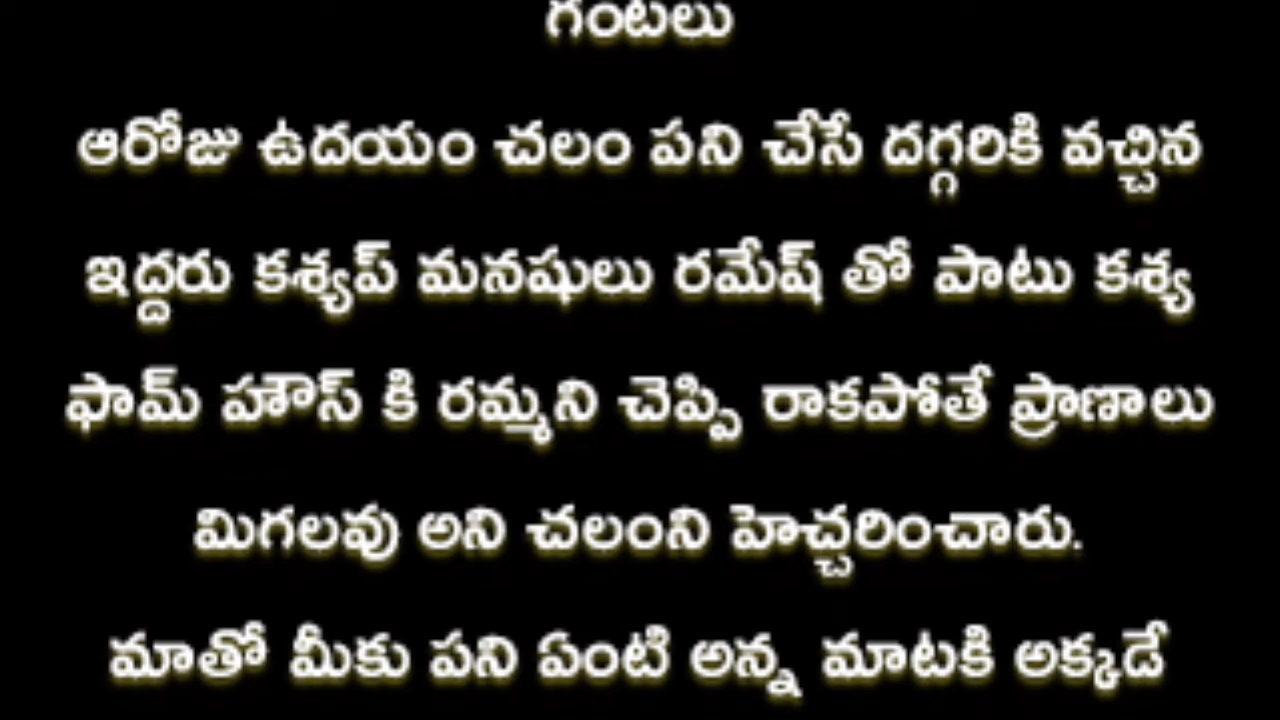 గంటలు
ఆరోజు ఉదయం చలం పని చేసే దగ్గరికి వచ్చిన
ఇద్దరు కశ్యప్ మనషులు రమేష్ తో పాటు కశ్య
ఫామ్ హౌస్ కి రమ్మని చెప్పి రాకపోతే ప్రాణాలు
మిగలవు అని చలంని హెచ్చరించారు.
మాతో మీకు పని ఏంటి అన్న మాటకి అక్కడే